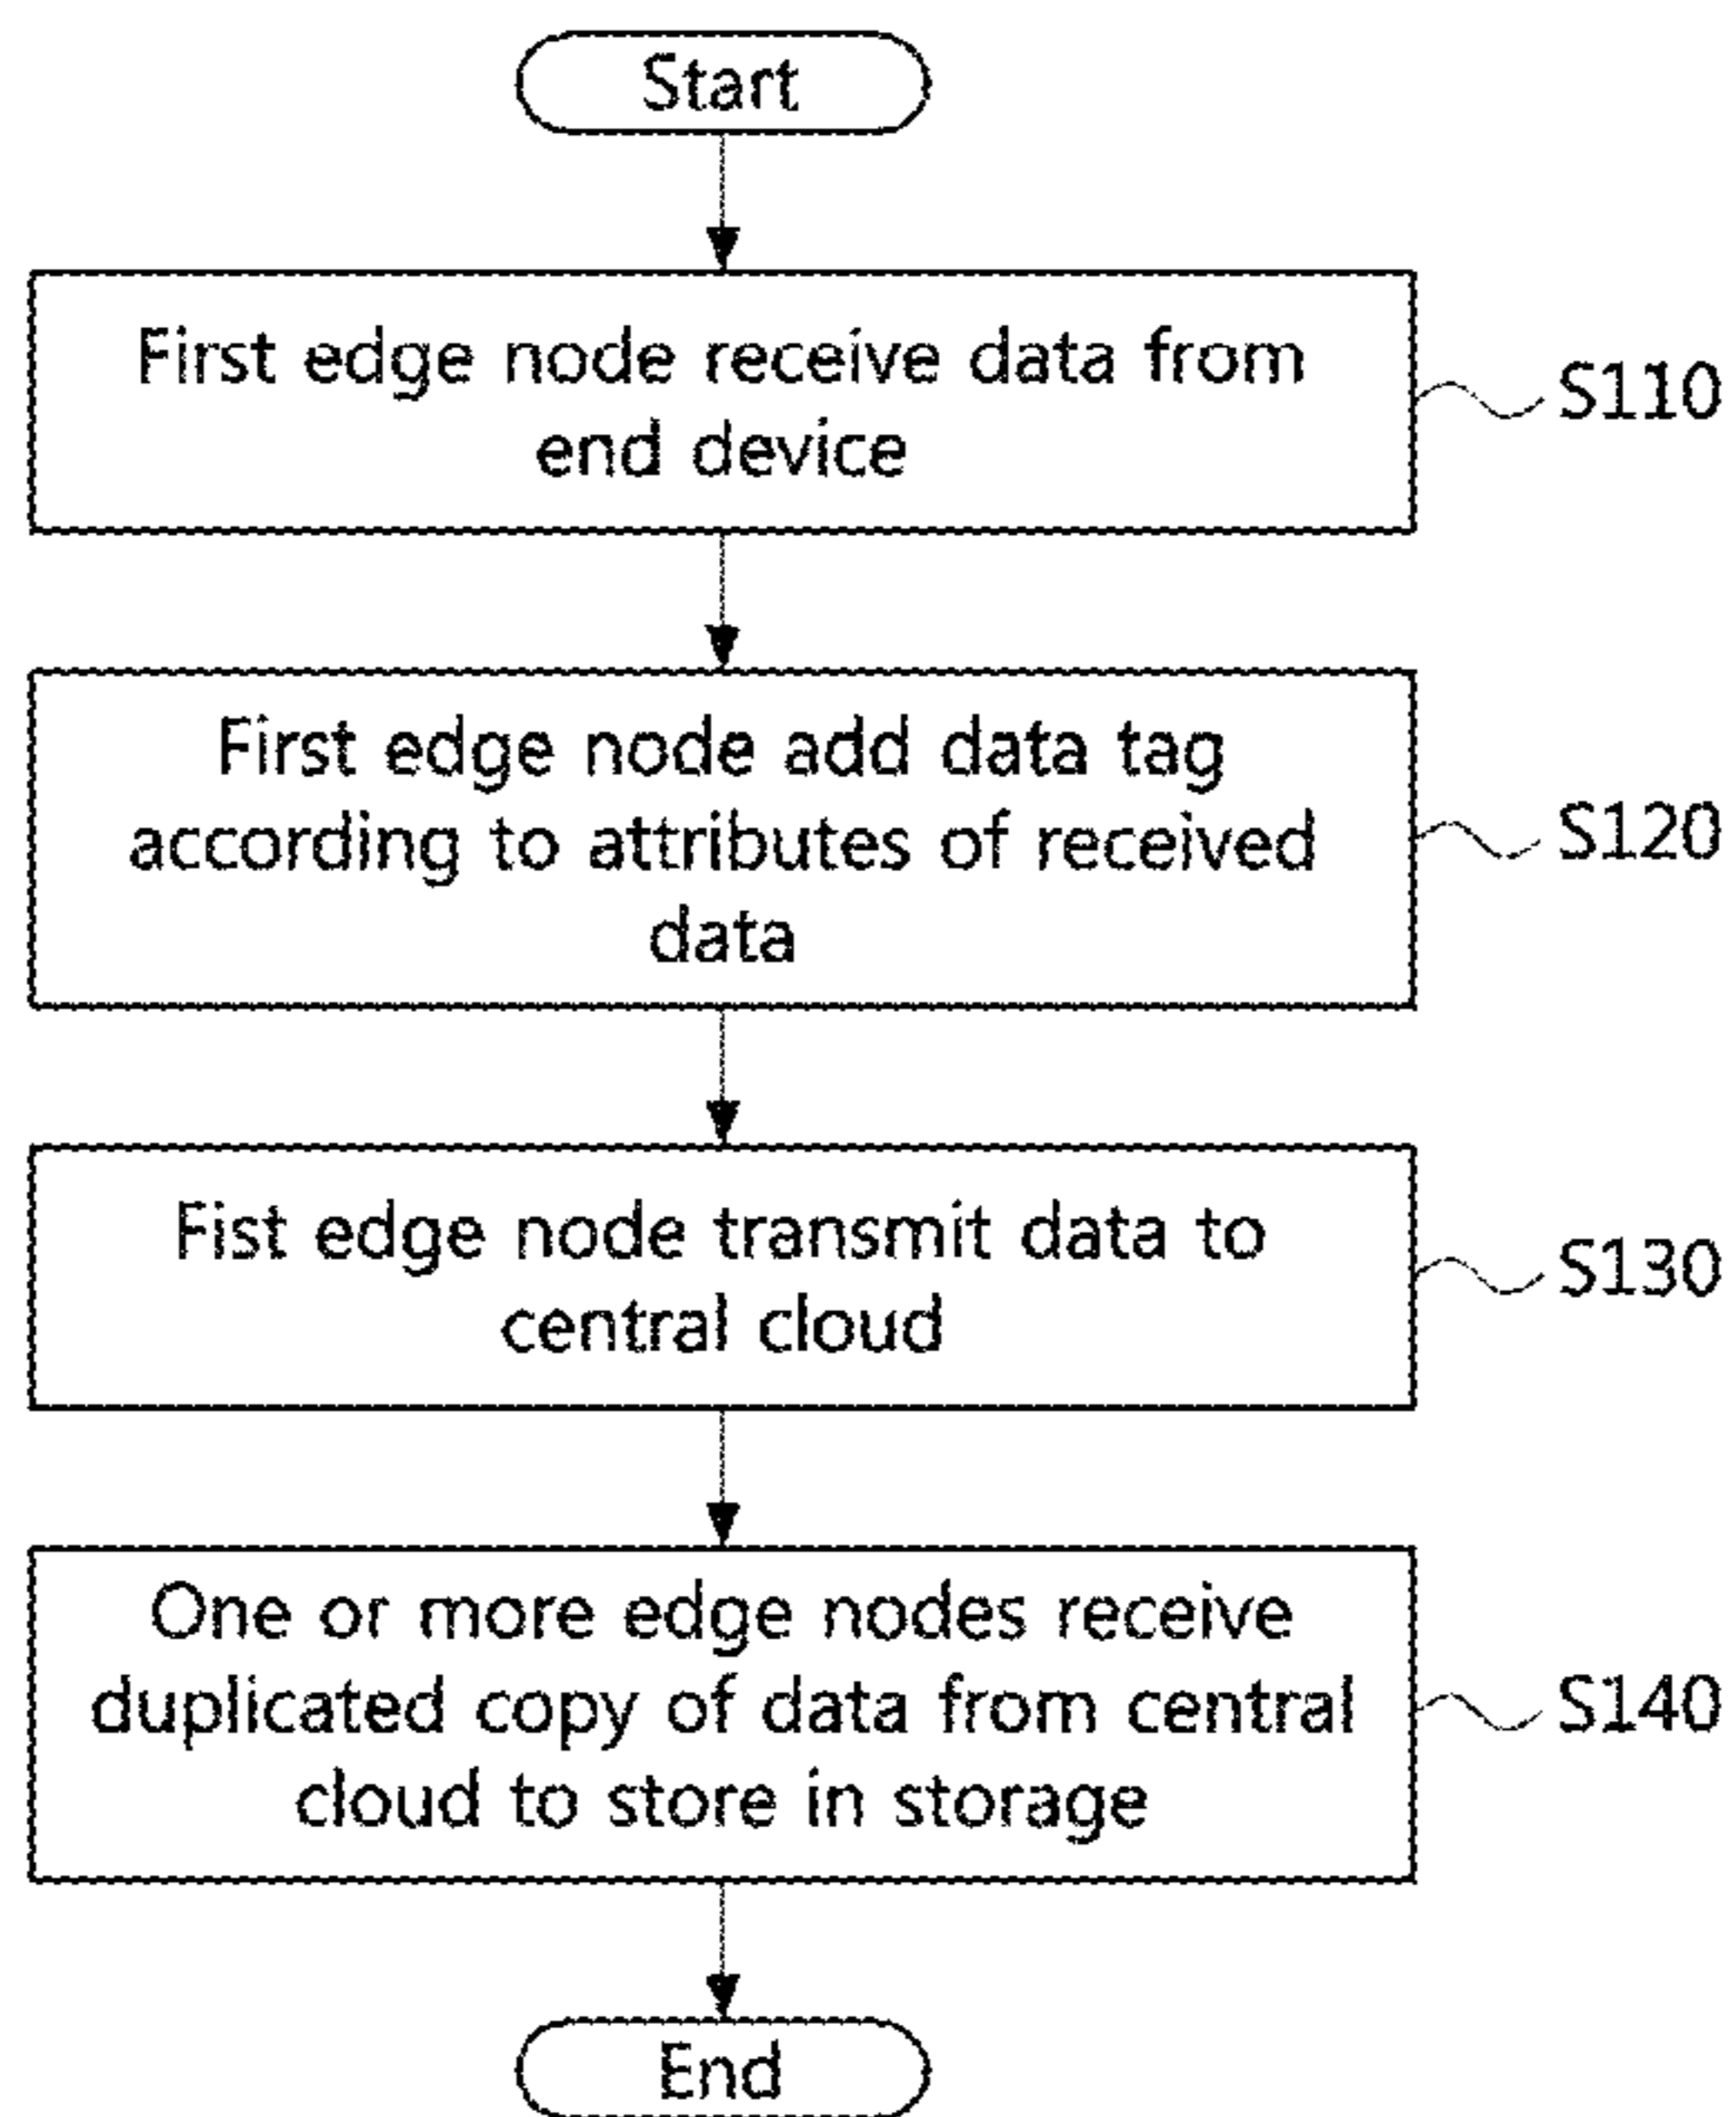 Start
First edge node receive data from
end device
S110
First edge node add data tag
according to attributes of received
data
S120
Fist edge node transmit data to
central cloud
S130
One or more edge nodes receive
duplicated copy of data from central
cloud to store in storage
S140
End